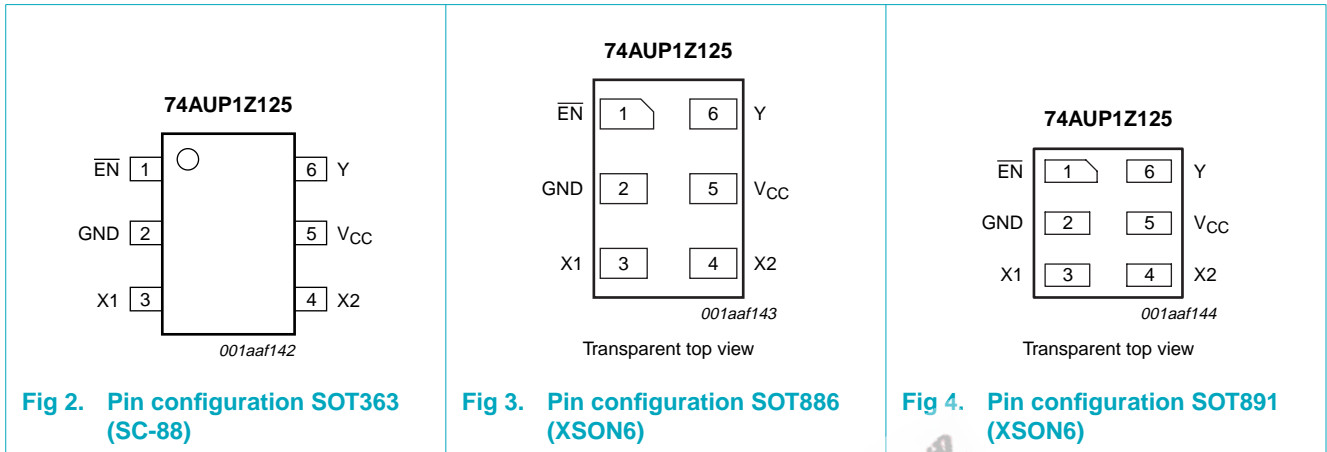 74AUP1Z125
E̅N̅ 1 6 Y
GND 2 5 VCC
X1 3 4 X2
001aaf142
Fig 2. Pin configuration SOT363
(SC-88)
74AUP1Z125
E̅N̅ 1 6 Y
GND 2 5 VCC
X1 3 4 X2
001aaf143
Transparent top view
Fig 3. Pin configuration SOT886
(XSON6)
74AUP1Z125
E̅N̅ 1 6 Y
GND 2 5 VCC
X1 3 4 X2
001aaf144
Transparent top view
Fig 4. Pin configuration SOT891
(XSON6)